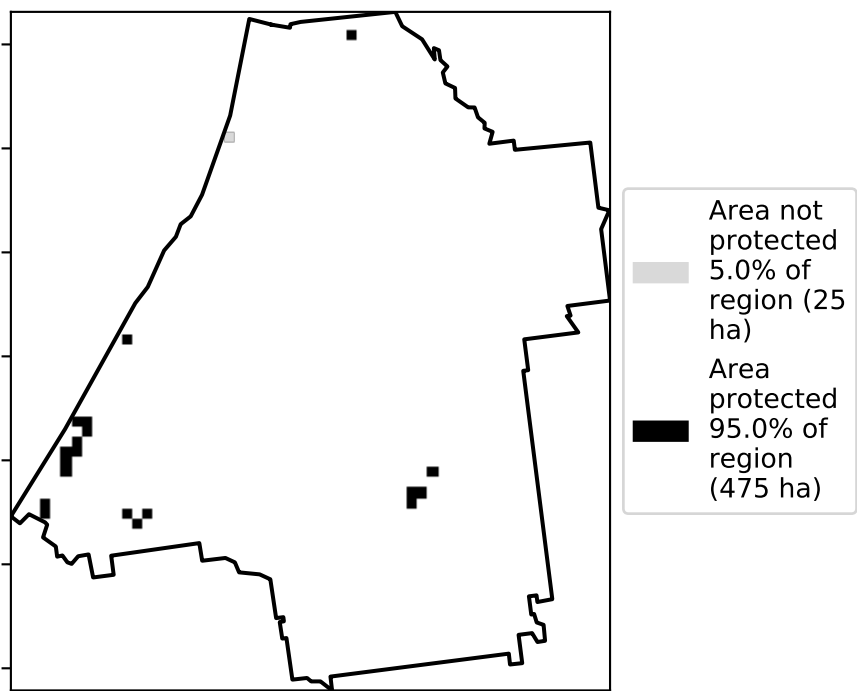 Area not
protected
5.0% of
region (25
ha)
Area
protected
95.0% of
region
(475 ha)